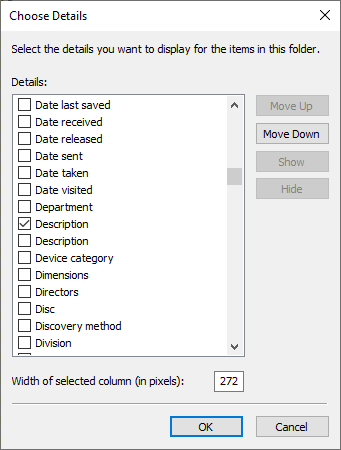 Choose Details
Select the details you want to display for the items in this folder.
Details:
Date last saved
Date received
Date released
Date sent
Date taken
Date visited
Department
Description
Description
Device category
Dimensions
Directors
Disc
Discovery method
Division
Move Up
Move Down
Show
Hide
Width of selected column (in pixels): 272
OK Cancel